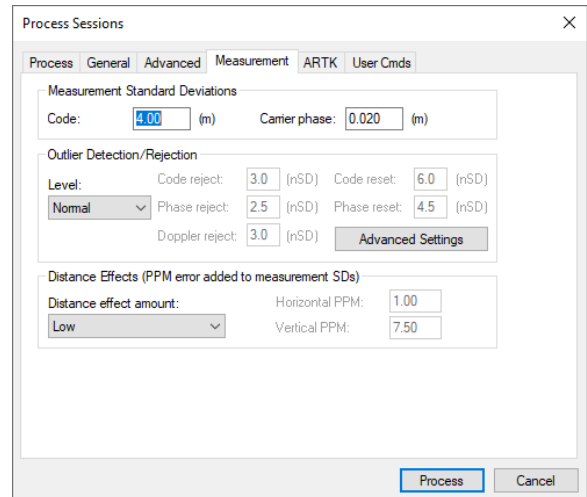 Process Sessions
Process General Advanced Measurement ARTK User Cmds
Measurement Standard Deviations
Code: 4.00 (m) Carrier phase: 0.020 (m)
Outlier Detection/Rejection
Level: Code reject: 3.0 (nSD) Code reset: 6.0 (nSD)
Normal Phase reject: 2.5 (nSD) Phase reset: 4.5 (nSD)
Doppler reject: 3.0 (nSD) Advanced Settings
Distance Effects (PPM error added to measurement SDs)
Distance effect amount: Horizontal PPM: 1.00
Low Vertical PPM: 7.50
Process Cancel